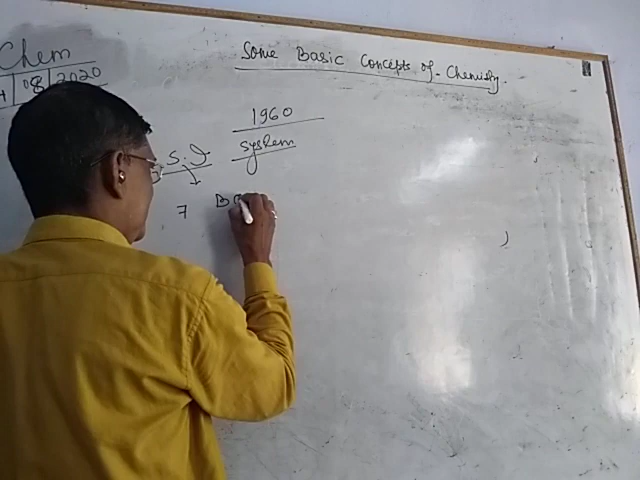 Chem
08 2020
Some Basic Concepts of Chemistry
1960
S.I. system
7 B